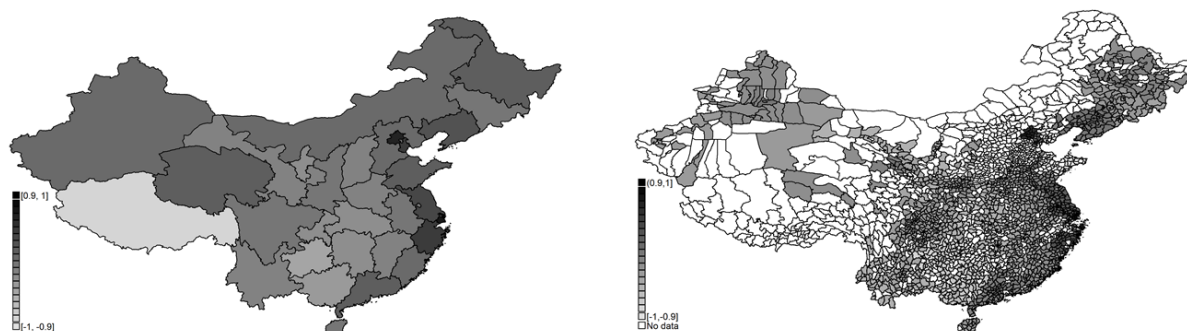 [0.9, 1]
[-1, -0.9]
(0.9, 1]
[-1,-0.9]
No data